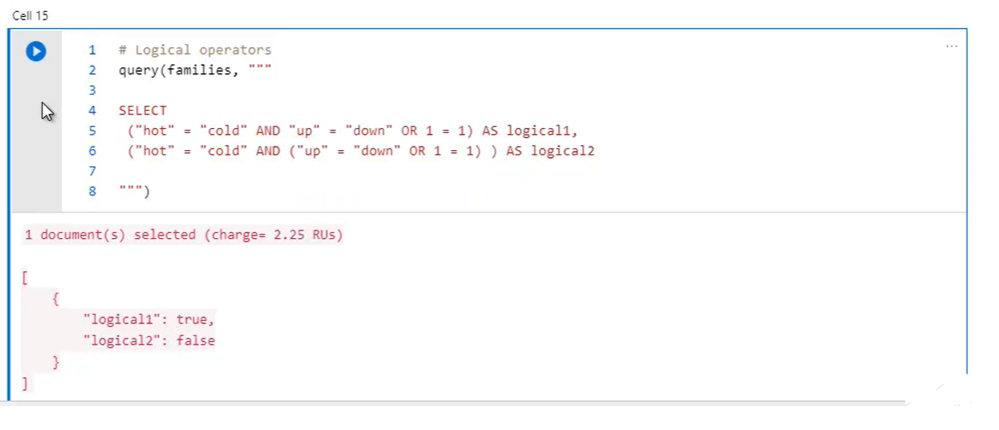 Cell 15
1 # Logical operators
2 query(families, """
3
4 SELECT
5 ("hot" = "cold" AND "up" = "down" OR 1 = 1) AS logical1,
6 ("hot" = "cold" AND ("up" = "down" OR 1 = 1) ) AS logical2
7
8 """)
1 document(s) selected (charge= 2.25 RUs)
[
{
"logical1": true,
"logical2": false
}
]